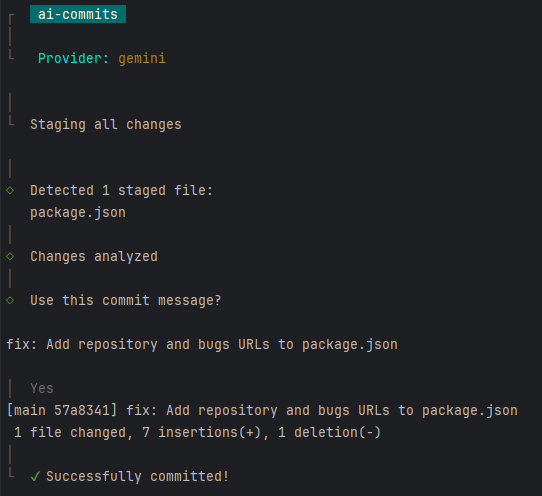 ai-commits
Provider: gemini
Staging all changes
Detected 1 staged file:
package.json
Changes analyzed
Use this commit message?
fix: Add repository and bugs URLs to package.json
Yes
[main 57a8341] fix: Add repository and bugs URLs to package.json
1 file changed, 7 insertions(+), 1 deletion(-)
✓ Successfully committed!